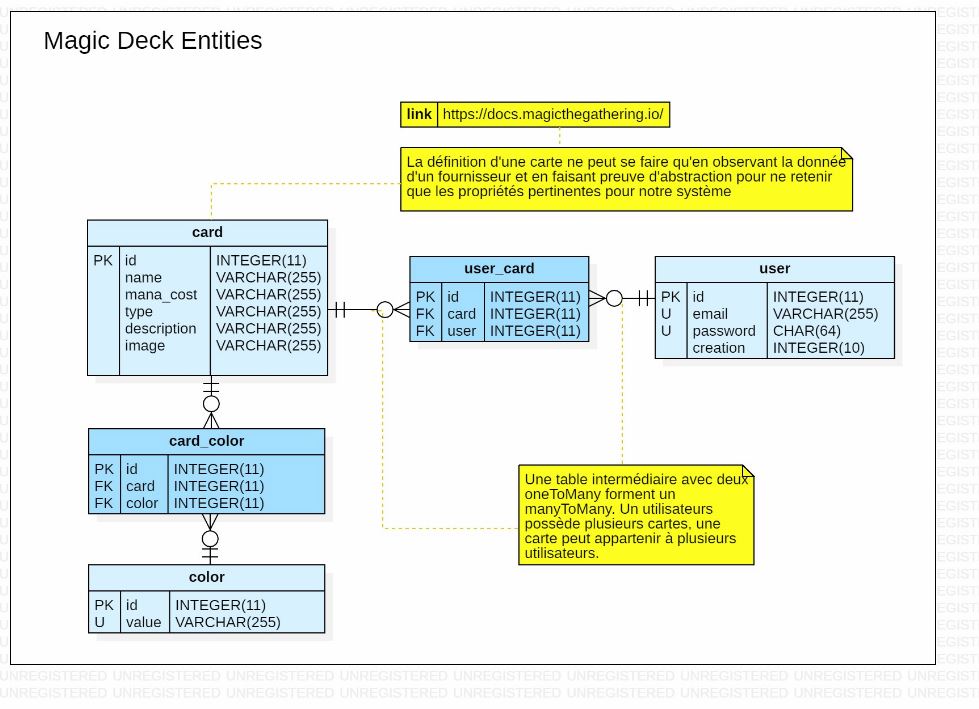 Magic Deck Entities
link https://docs.magicthegathering.io/
La définition d'une carte ne peut se faire qu'en observant la donnée
d'un fournisseur et en faisant preuve d'abstraction pour ne retenir
que les propriétés pertinentes pour notre système
card
PK id INTEGER(11)
name VARCHAR(255)
mana_cost VARCHAR(255)
type VARCHAR(255)
description VARCHAR(255)
image VARCHAR(255)
user_card
PK id INTEGER(11)
FK card INTEGER(11)
FK user INTEGER(11)
user
PK id INTEGER(11)
U email VARCHAR(255)
U password CHAR(64)
creation INTEGER(10)
card_color
PK id INTEGER(11)
FK card INTEGER(11)
FK color INTEGER(11)
Une table intermédiaire avec deux
oneToMany forment un
manyToMany. Un utilisateurs
possède plusieurs cartes, une
carte peut appartenir à plusieurs
utilisateurs.
color
PK id INTEGER(11)
U value VARCHAR(255)
UNREGISTERED UNREGISTERED UNREGISTERED UNREGISTERED UNREGISTERED UNREGISTERED UNREGISTERED UNREGISTERED UNREGIST
UNREGISTERED UNREGISTERED UNREGISTERED UNREGISTERED UNREGISTERED UNREGISTERED UNREGISTERED UNREGISTERED UNREGIST